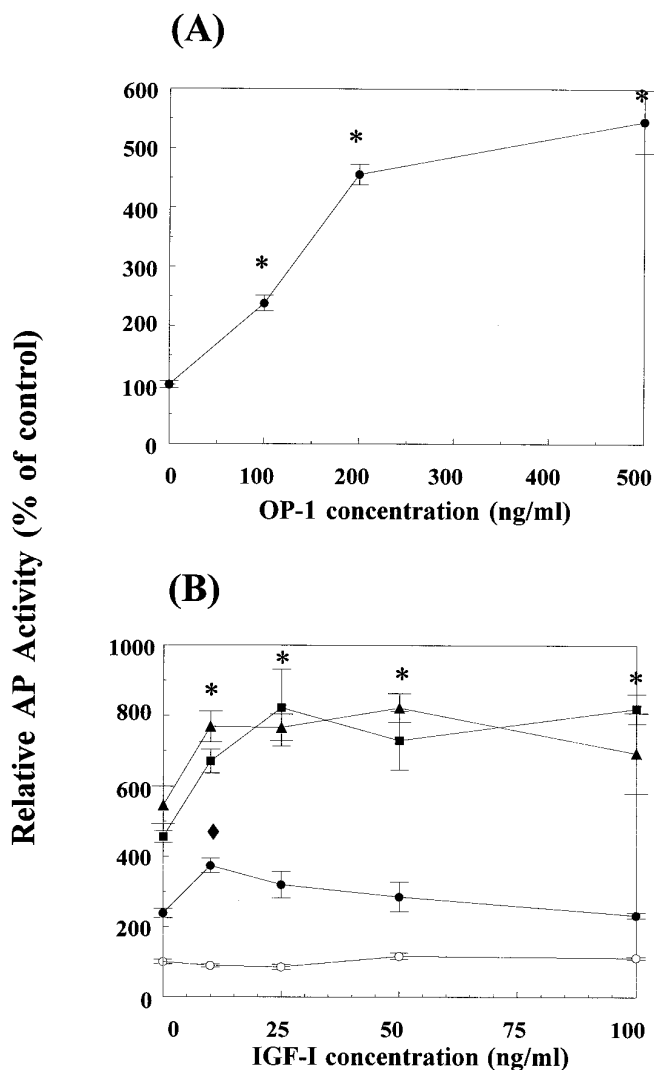 (A)
600
500
400
300
200
100
0
*
*
*
0 100 200 300 400 500
OP-1 concentration (ng/ml)
Relative AP Activity (% of control)
(B)
1000
800
600
400
200
0
* * * *
0 25 50 75 100
IGF-I concentration (ng/ml)